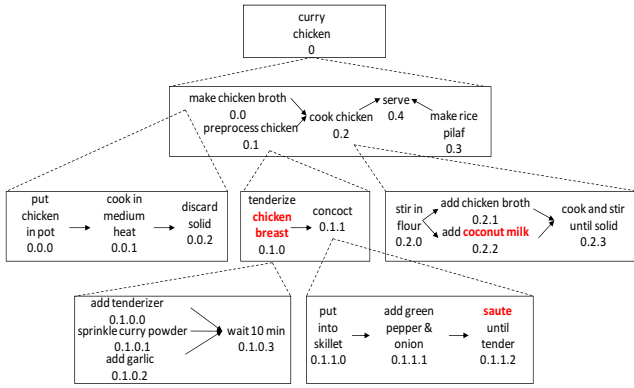 curry
chicken
0
make chicken broth
0.0
preprocess chicken
0.1
cook chicken
0.2
serve
0.4
make rice
pilaf
0.3
put
chicken
in pot
0.0.0
cook in
medium
heat
0.0.1
discard
solid
0.0.2
tenderize
chicken
breast
0.1.0
concoct
0.1.1
stir in
flour
0.2.0
add chicken broth
0.2.1
add coconut milk
0.2.2
cook and stir
until solid
0.2.3
add tenderizer
0.1.0.0
sprinkle curry powder
0.1.0.1
add garlic
0.1.0.2
wait 10 min
0.1.0.3
put
into
skillet
0.1.1.0
add green
pepper &
onion
0.1.1.1
saute
until
tender
0.1.1.2